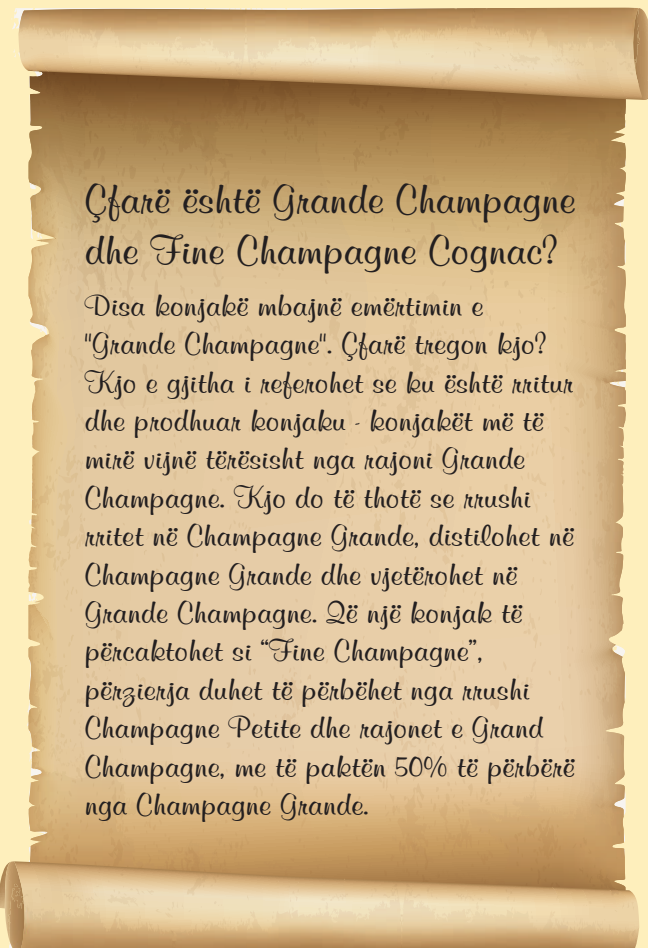 Çfarë është Grande Champagne
dhe Fine Champagne Cognac?
Disa konjakë mbajnë emërtimin e
"Grande Champagne". Çfarë tregon kjo?
Kjo e gjitha i referohet se ku është rritur
dhe prodhuar konjaku - konjakët më të
mirë vijnë tërësisht nga rajoni Grande
Champagne. Kjo do të thotë se rrushi
rritet në Champagne Grande, distilohet në
Champagne Grande dhe vjetërohet në
Grande Champagne. Që një konjak të
përcaktohet si “Fine Champagne”,
përzierja duhet të përbëhet nga rrushi
Champagne Petite dhe rajonet e Grand
Champagne, me të paktën 50% të përbërë
nga Champagne Grande.